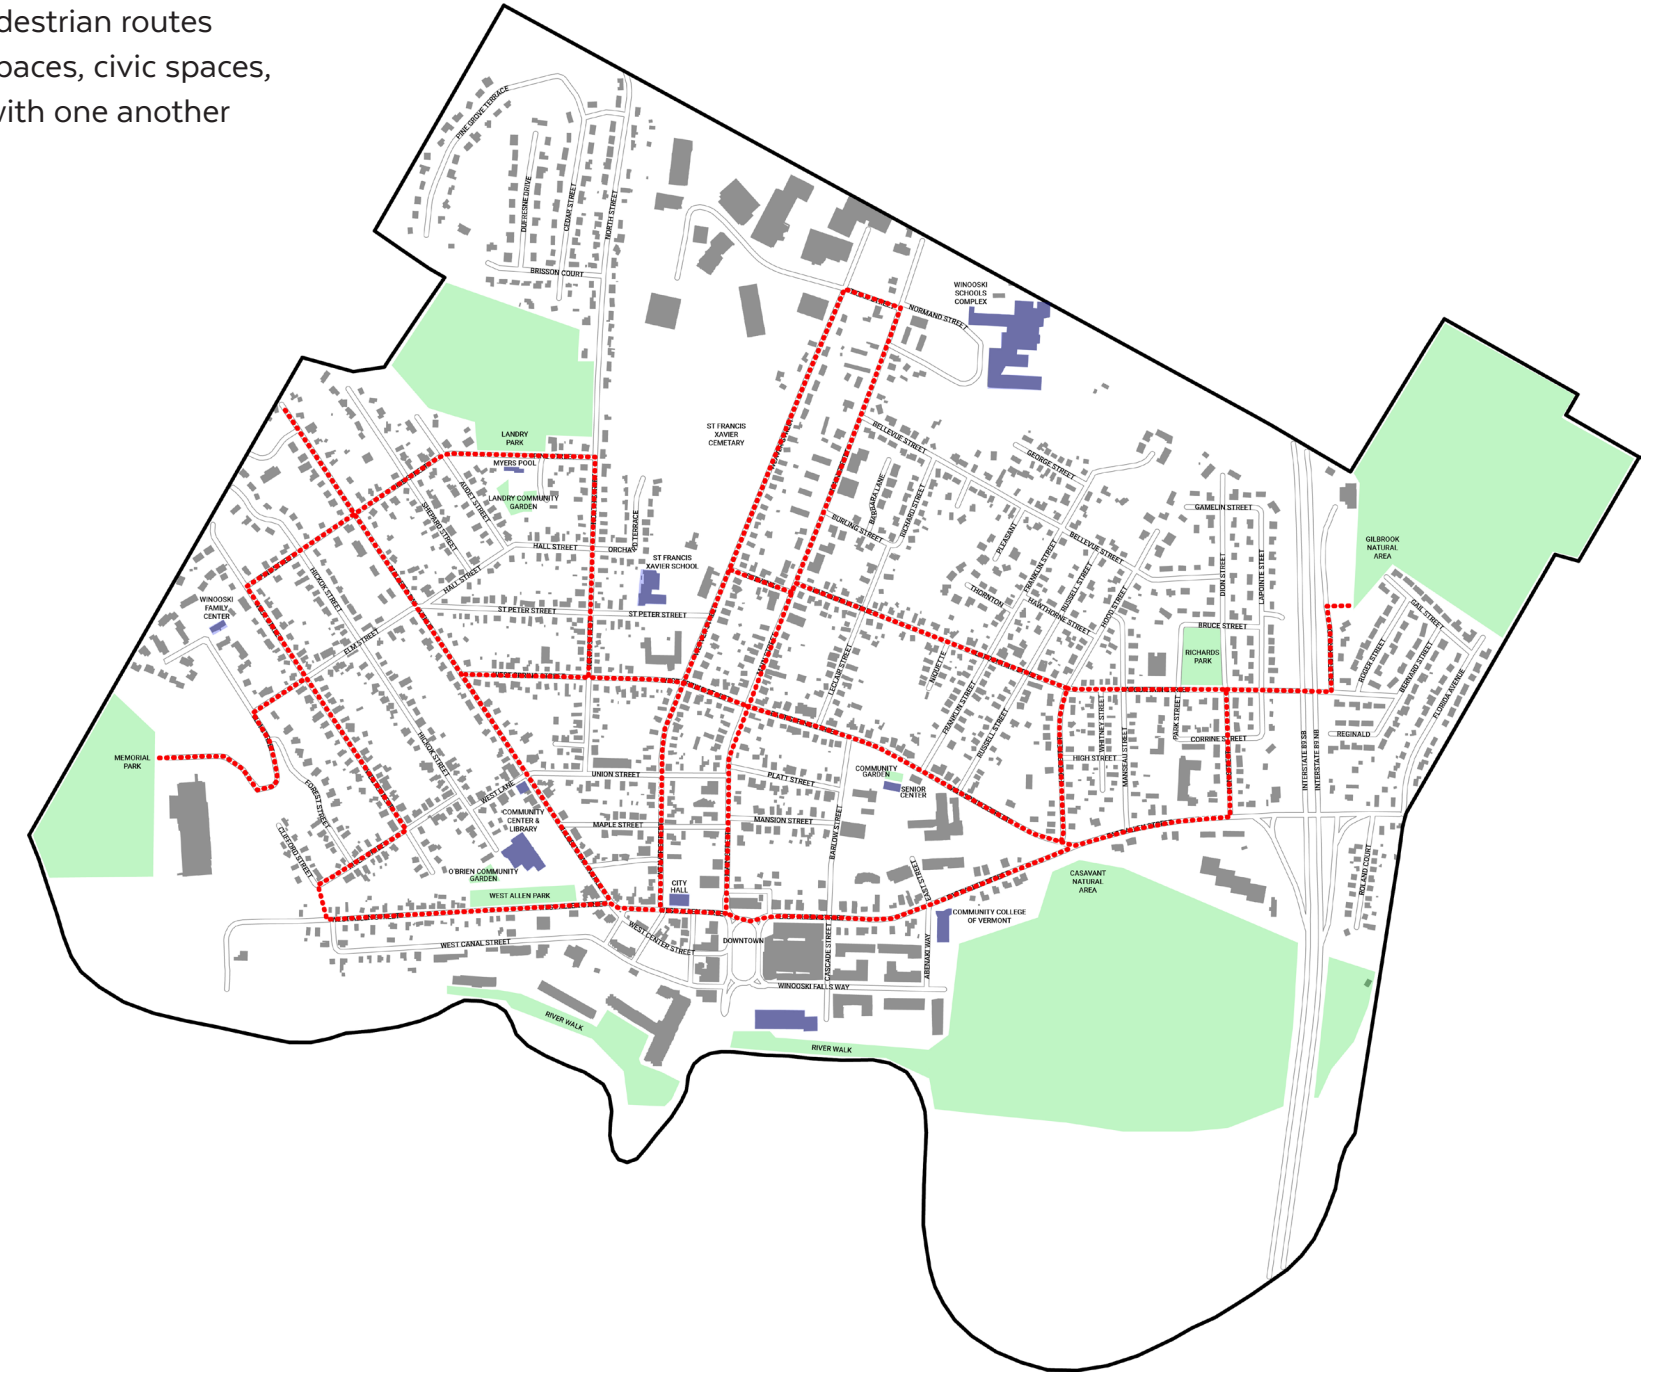 destrian routes
paces, civic spaces,
with one another
PINE GROVE TERRACE
DUFRESNE DRIVE
CEDAR STREET
NORTH STREET
BRISSON COURT
WINOOSKI
SCHOOLS
COMPLEX
NORMAND STREET
LANDRY
PARK
MYERS POOL
LANDRY COMMUNITY
GARDEN
ST FRANCIS
XAVIER
CEMETARY
BELLEVUE STREET
GEORGE STREET
BARBARA LANE
RICHARD STREET
BURLING STREET
PLEASANT
GAMELIN STREET
GILBROOK
NATURAL
AREA
AUDET STREET
SHEPARD STREET
HALL STREET
ORCHARD TERRACE
ST FRANCIS
XAVIER SCHOOL
HALL STREET
HICKOK STREET
WINOOSKI
FAMILY
CENTER
ST PETER STREET
ST PETER STREET
ELM STREET
FRANKLIN STREET
BELLEVUE STREET
RUSSELL STREET
THORNTON
HAWTHORNE STREET
HOOD STREET
DION STREET
LAPOINTE STEET
BRUCE STREET
RICHARDS
PARK
GAIL STREET
ROGER STREET
BERNARD STREET
FLORIDA AVENUE
LECLAIR STREET
NIQUETTE
FRANKLIN STREET
RUSSELL STREET
WHITNEY STREET
MANSEAU STREET
PARK STREET
CORRINE STREET
REGINALD
HIGH STREET
INTERSTATE 89 SB
INTERSTATE 89 NB
MEMORIAL
PARK
HICKOK STREET
FOREST STREET
WEST LANE
UNION STREET
PLATT STREET
COMMUNITY
GARDEN
SENIOR
CENTER
COMMUNITY
CENTER &
LIBRARY
MAPLE STREET
MANSION STREET
BARLOW STREET
CLIFFORD STREET
O'BRIEN COMMUNITY
GARDEN
WEST ALLEN PARK
CITY
HALL
EAST STREET
CASAVANT
NATURAL
AREA
ROLAND COURT
COMMUNITY COLLEGE
OF VERMONT
WEST CANAL STREET
WEST CENTER STREET
DOWNTOWN
CASCADE STREET
ABENAKI WAY
WINOOSKI FALLS WAY
RIVER WALK
RIVER WALK